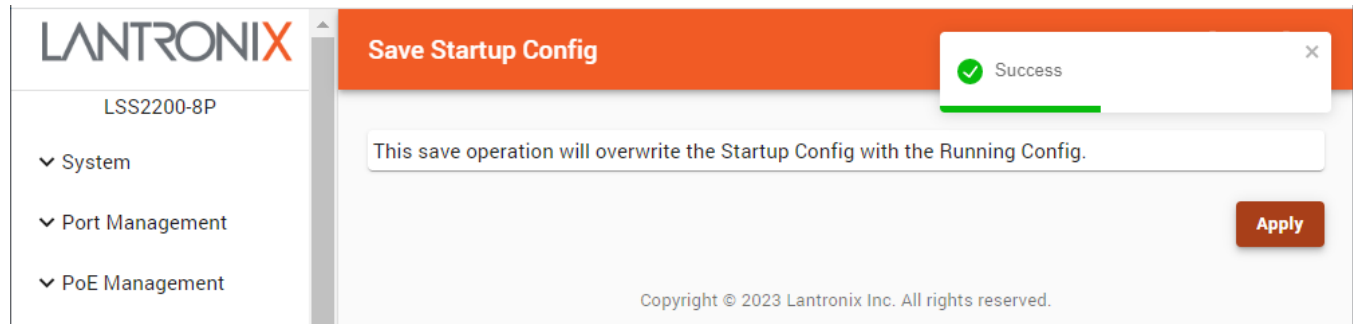 LANTRONIX
LSS2200-8P
System
Port Management
PoE Management
Save Startup Config
Success
This save operation will overwrite the Startup Config with the Running Config.
Apply
Copyright © 2023 Lantronix Inc. All rights reserved.